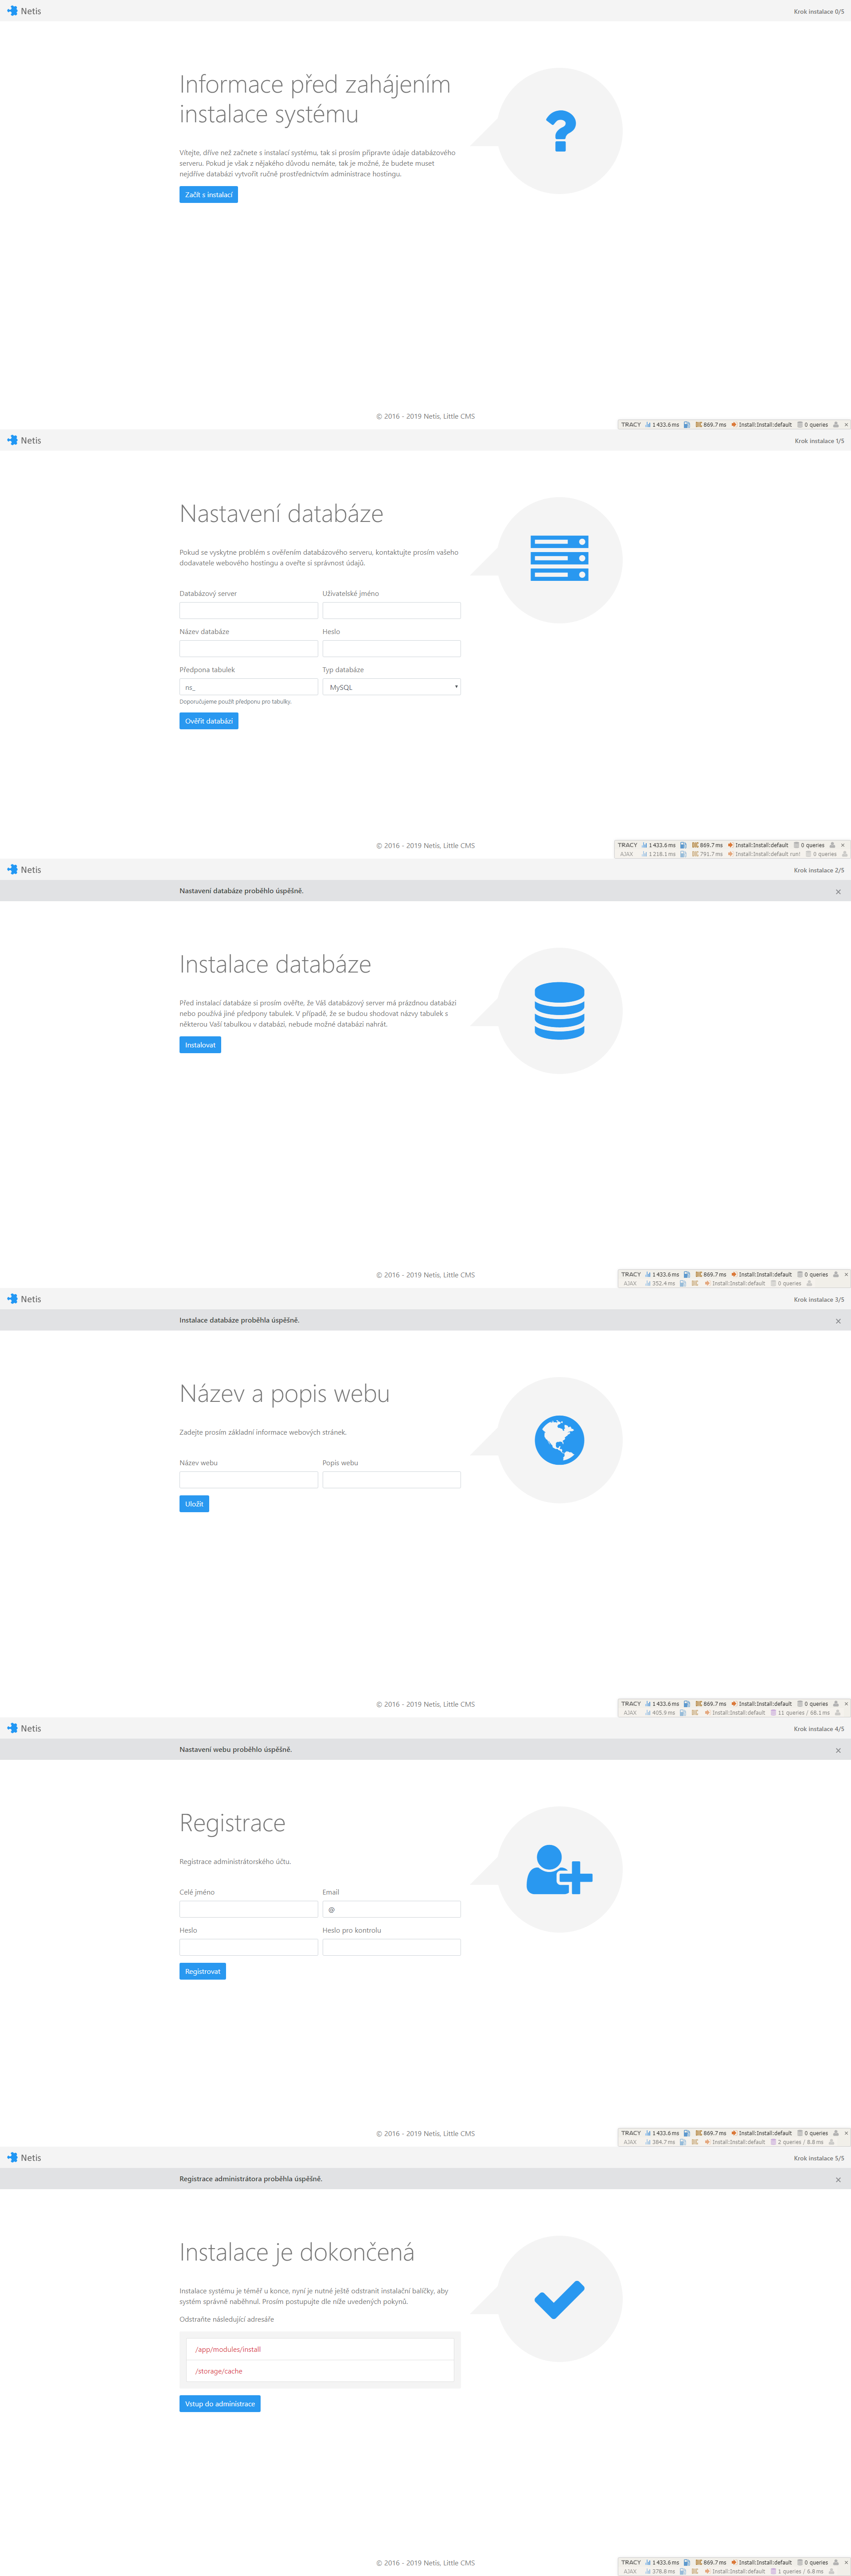 Netis
Krok instalace 0/5
Informace před zahájením
instalace systému
Vítejte, dříve než začnete s instalací systému, tak si prosím připravte údaje databázového
serveru. Pokud je však z nějakého důvodu nemáte, tak je možné, že budete muset
nejdříve databázi vytvořit ručně prostřednictvím administrace hostingu.
Začít s instalací
© 2016 - 2019 Netis, Little CMS
TRACY 1 433.6 ms 869.7 ms Install:Install:default 0 queries ×
Netis
Krok instalace 1/5
Nastavení databáze
Pokud se vyskytne problém s ověřením databázového serveru, kontaktujte prosím vašeho
dodavatele webového hostingu a oveřte si správnost údajů.
Databázový server Uživatelské jméno
Název databáze Heslo
Předpona tabulek Typ databáze
ns_ MySQL
Doporučujeme použít předponu pro tabulky.
Ověřit databázi
© 2016 - 2019 Netis, Little CMS
TRACY 1 433.6 ms 869.7 ms Install:Install:default 0 queries ×
AJAX 1 218.1 ms 791.7 ms Install:Install:default run! 0 queries
Netis
Krok instalace 2/5
Nastavení databáze proběhlo úspěšně. ×
Instalace databáze
Před instalací databáze si prosím ověřte, že Váš databázový server má prázdnou databázi
nebo používá jiné předpony tabulek. V případě, že se budou shodovat názvy tabulek s
některou Vaší tabulkou v databázi, nebude možné databázi nahrát.
Instalovat
© 2016 - 2019 Netis, Little CMS
TRACY 1 433.6 ms 869.7 ms Install:Install:default 0 queries ×
AJAX 352.4 ms Install:Install:default 0 queries
Netis
Krok instalace 3/5
Instalace databáze proběhla úspěšně. ×
Název a popis webu
Zadejte prosím základní informace webových stránek.
Název webu Popis webu
Uložit
© 2016 - 2019 Netis, Little CMS
TRACY 1 433.6 ms 869.7 ms Install:Install:default 0 queries ×
AJAX 405.9 ms Install:Install:default 11 queries / 68.1 ms
Netis
Krok instalace 4/5
Nastavení webu proběhlo úspěšně. ×
Registrace
Registrace administrátorského účtu.
Celé jméno Email
@
Heslo Heslo pro kontrolu
Registrovat
© 2016 - 2019 Netis, Little CMS
TRACY 1 433.6 ms 869.7 ms Install:Install:default 0 queries ×
AJAX 384.7 ms Install:Install:default 2 queries / 8.8 ms
Netis
Krok instalace 5/5
Registrace administrátora proběhla úspěšně. ×
Instalace je dokončená
Instalace systému je téměř u konce, nyní je nutné ještě odstranit instalační balíčky, aby
systém správně naběhnul. Prosím postupujte dle níže uvedených pokynů.
Odstraňte následující adresáře
/app/modules/install
/storage/cache
Vstup do administrace
© 2016 - 2019 Netis, Little CMS
TRACY 1 433.6 ms 869.7 ms Install:Install:default 0 queries ×
AJAX 378.8 ms Install:Install:default 1 queries / 6.8 ms